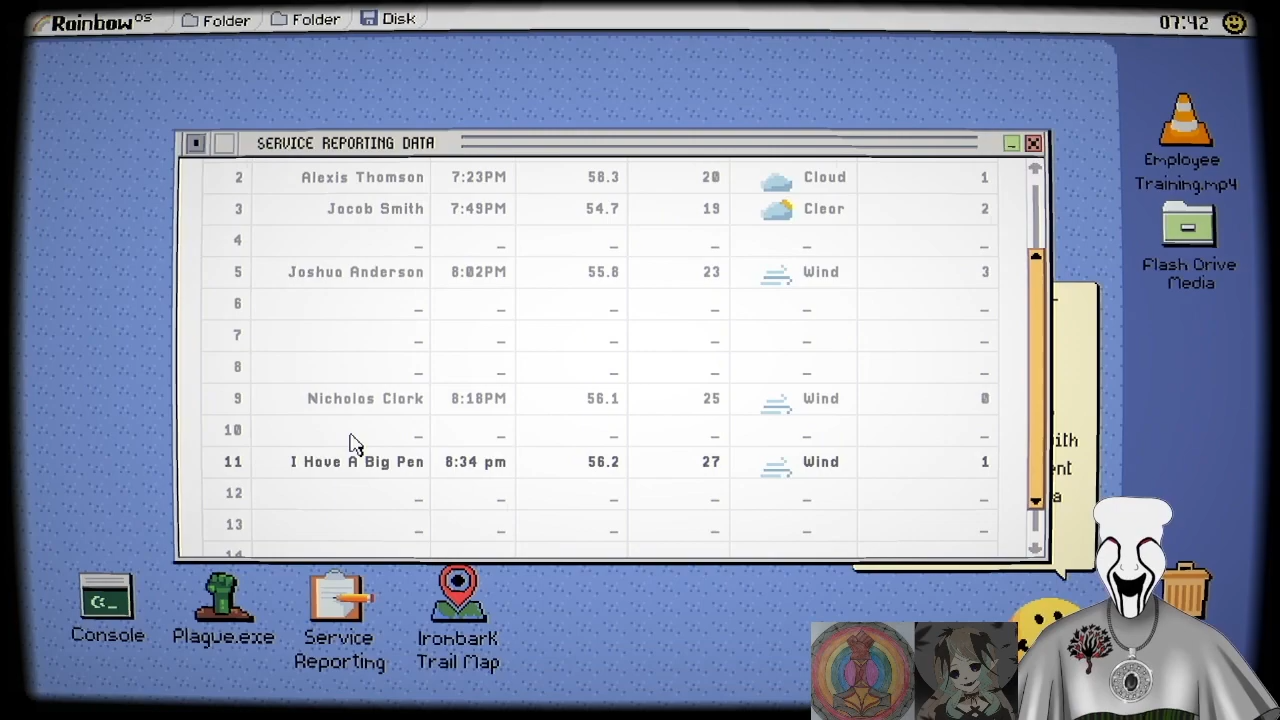 RainbowOS Folder Folder Disk 07:42
SERVICE REPORTING DATA
2 Alexis Thomson 7:23PM 58.3 20 Cloud 1
3 Jacob Smith 7:49PM 54.7 19 Clear 2
4 _ _ _ _ _ _
5 Joshua Anderson 8:02PM 55.8 23 Wind 3
6 _ _ _ _ _ _
7 _ _ _ _ _ _
8 _ _ _ _ _ _
9 Nicholas Clark 8:18PM 56.1 25 Wind 0
10 _ _ _ _ _ _
11 I Have A Big Pen 8:34 pm 56.2 27 Wind 1
12 _ _ _ _ _ _
13 _ _ _ _ _ _
14
Employee
Training.mp4
Flash Drive
Media
ith
ent
a
Console
Plague.exe
Service
Reporting
Ironbark
Trail Map